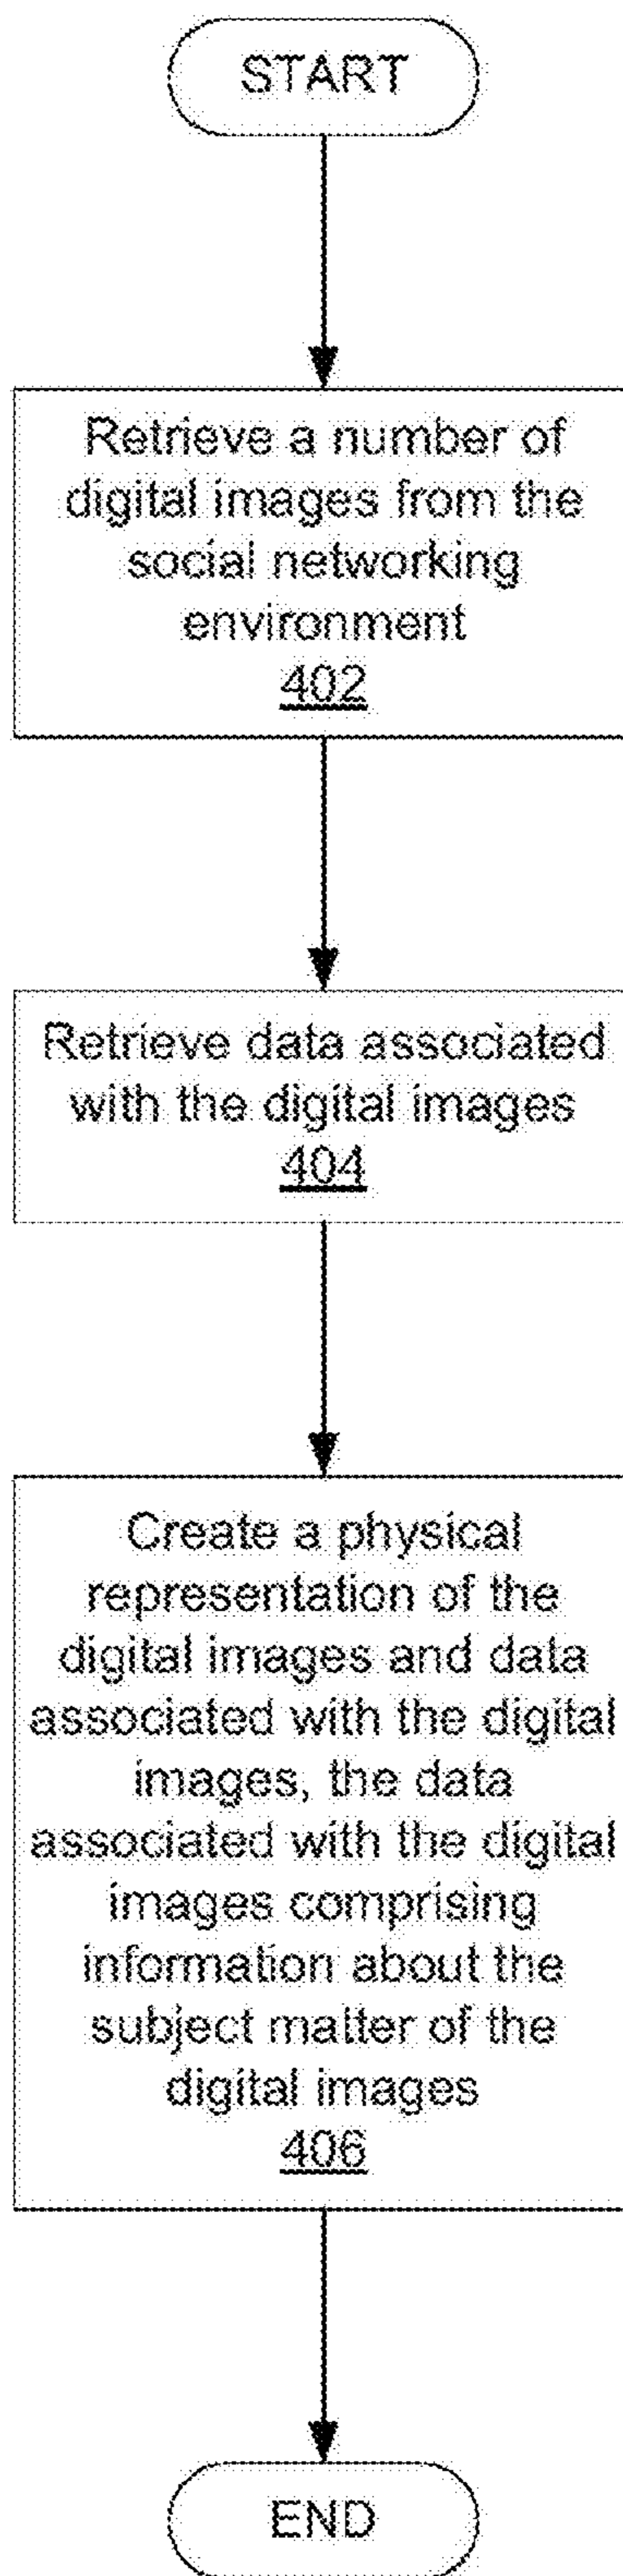 START
Retrieve a number of
digital images from the
social networking
environment
402
Retrieve data associated
with the digital images
404
Create a physical
representation of the
digital images and data
associated with the digital
images, the data
associated with the digital
images comprising
information about the
subject matter of the
digital images
406
END